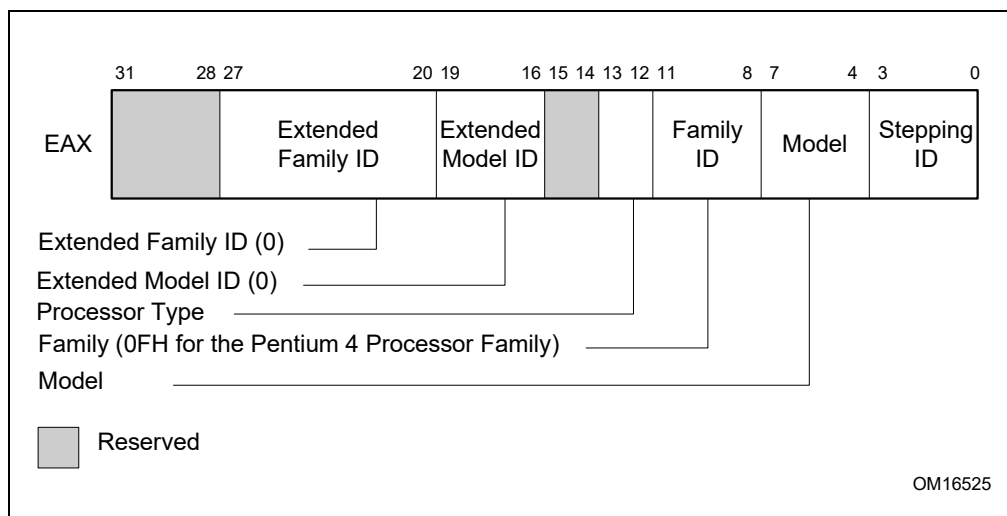 31 28 27 20 19 16 15 14 13 12 11 8 7 4 3 0
EAX
Extended Family ID
Extended Model ID
Family ID
Model
Stepping ID
Extended Family ID (0)
Extended Model ID (0)
Processor Type
Family (0FH for the Pentium 4 Processor Family)
Model
Reserved
OM16525